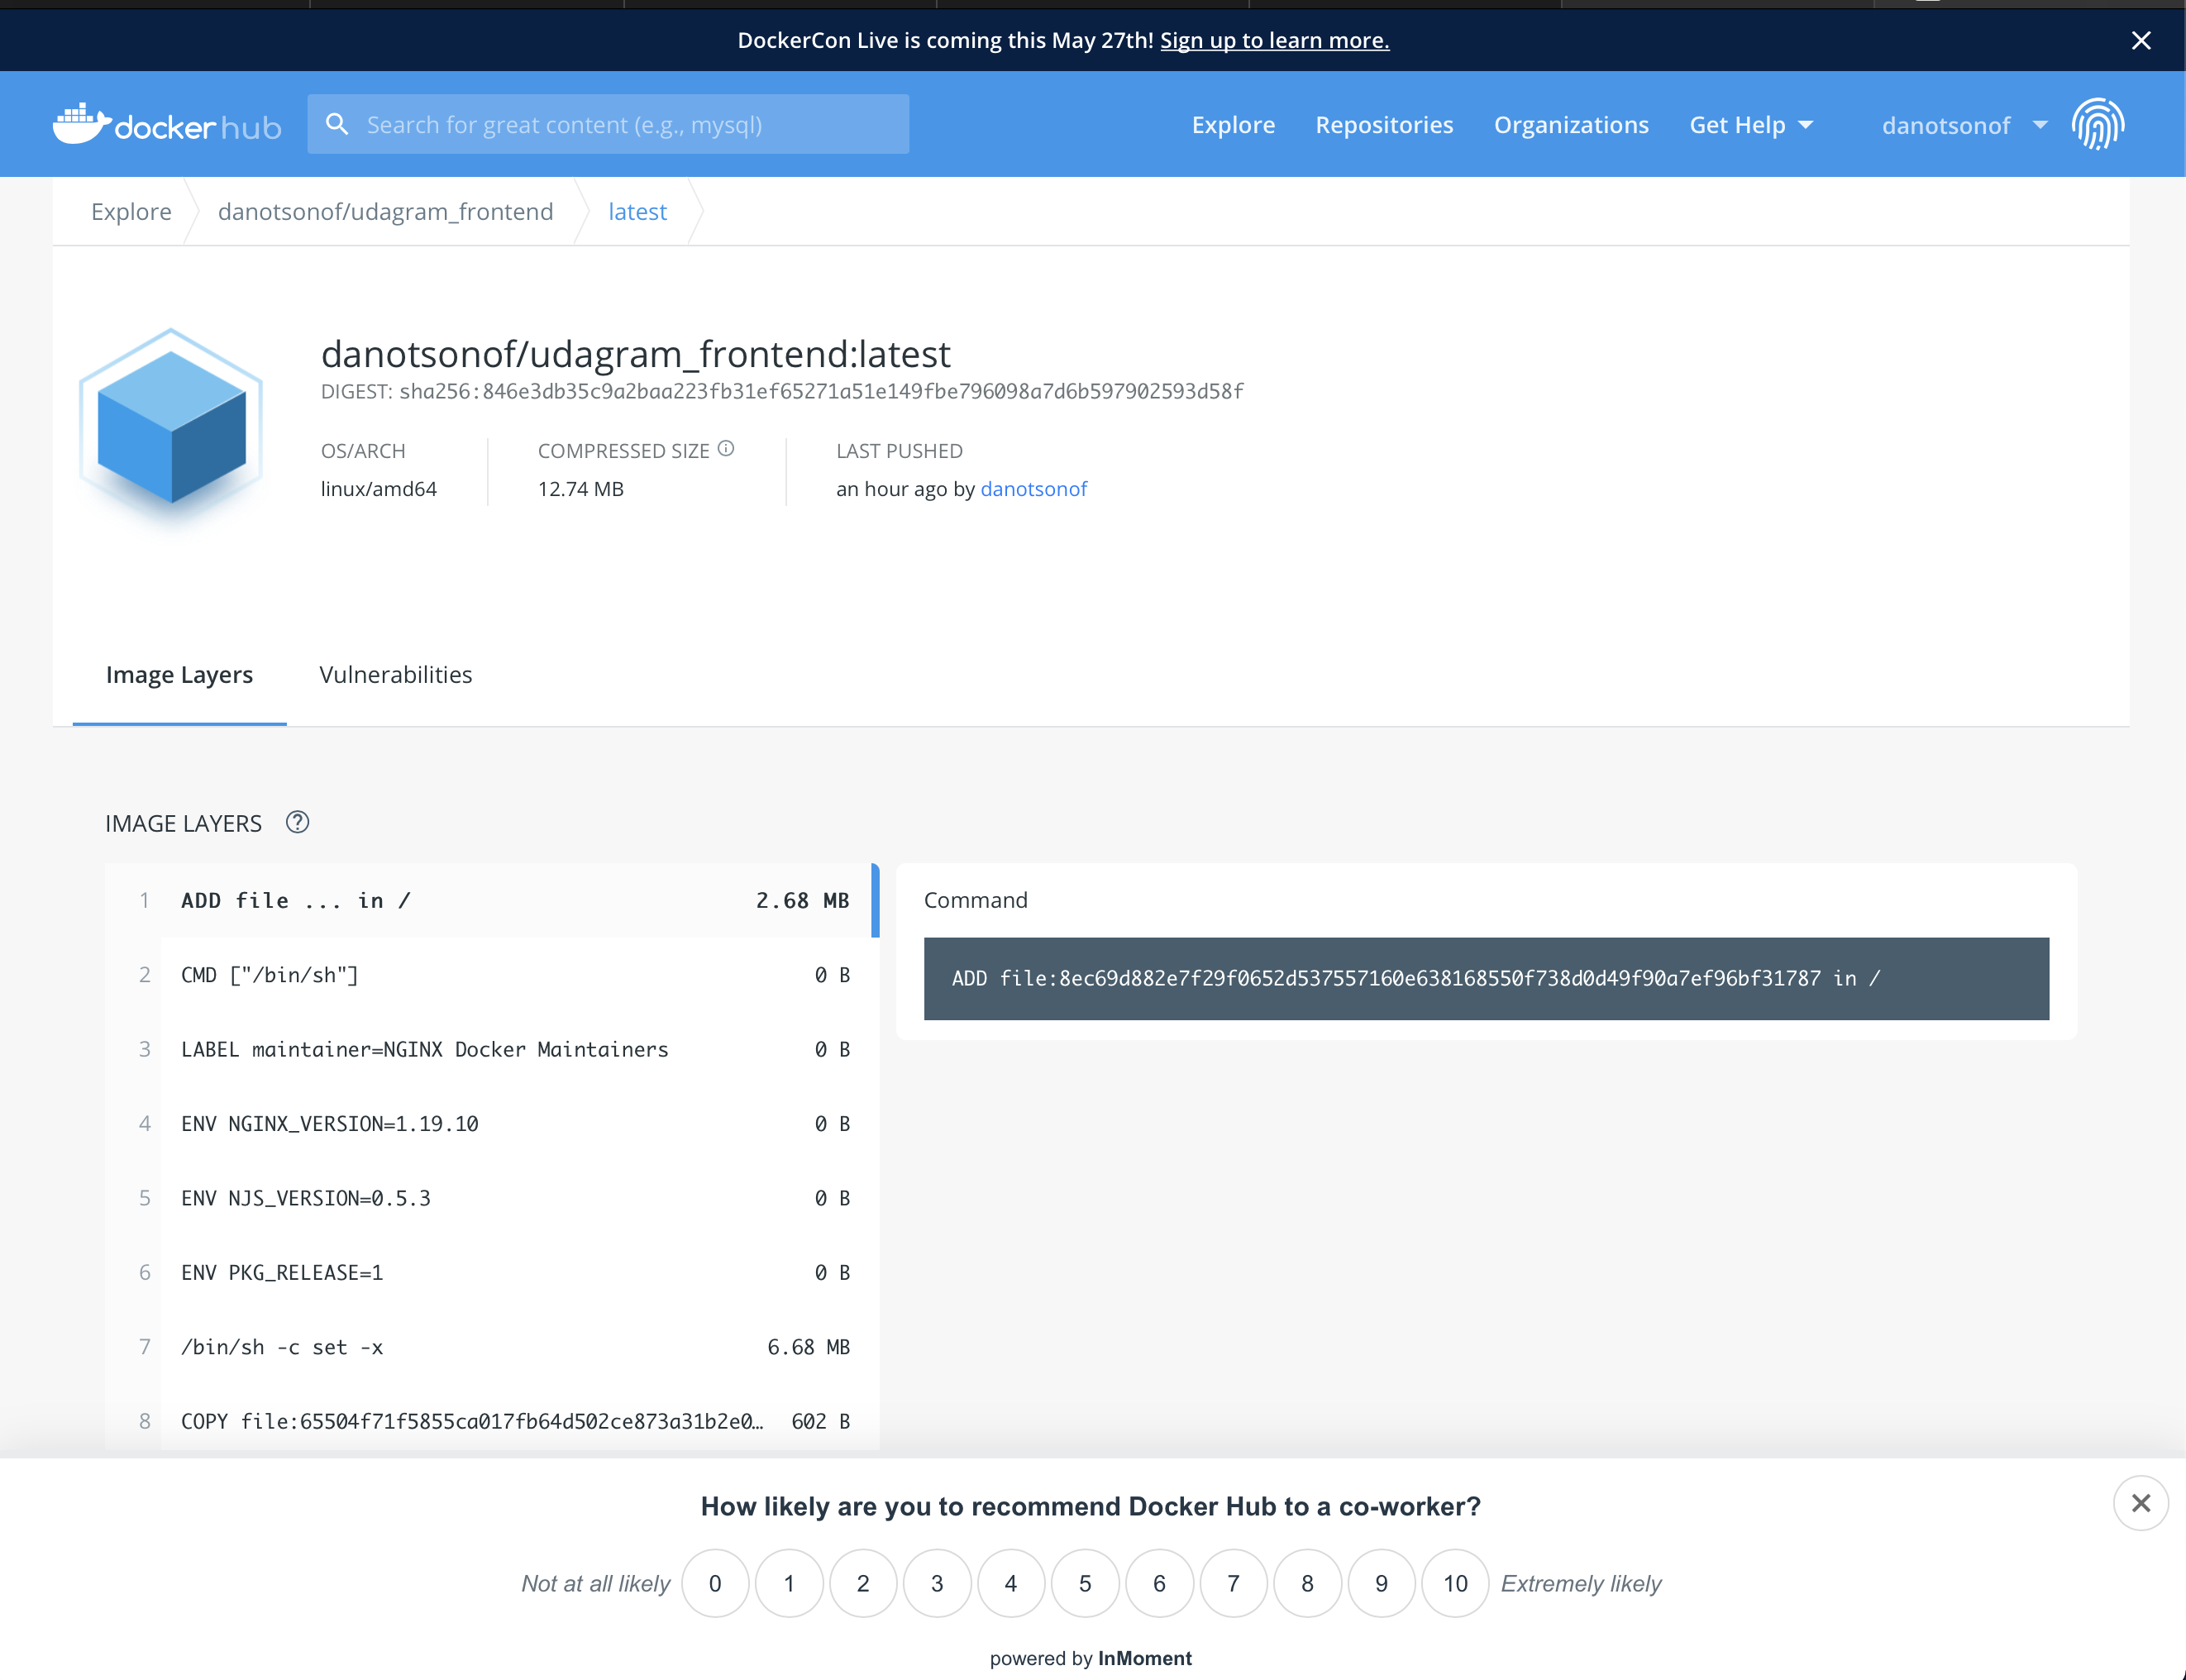 DockerCon Live is coming this May 27th! Sign up to learn more.
docker hub
Search for great content (e.g., mysql)
Explore
Repositories
Organizations
Get Help
danotsonof
Explore
danotsonof/udagram_frontend
latest
danotsonof/udagram_frontend:latest
DIGEST: sha256:846e3db35c9a2baa223fb31ef65271a51e149fbe796098a7d6b597902593d58f
OS/ARCH
linux/amd64
COMPRESSED SIZE
12.74 MB
LAST PUSHED
an hour ago by danotsonof
Image Layers
Vulnerabilities
IMAGE LAYERS
1 ADD file ... in / 2.68 MB
2 CMD ["/bin/sh"] 0 B
3 LABEL maintainer=NGINX Docker Maintainers 0 B
4 ENV NGINX_VERSION=1.19.10 0 B
5 ENV NJS_VERSION=0.5.3 0 B
6 ENV PKG_RELEASE=1 0 B
7 /bin/sh -c set -x 6.68 MB
8 COPY file:65504f71f5855ca017fb64d502ce873a31b2e0… 602 B
Command
ADD file:8ec69d882e7f29f0652d537557160e638168550f738d0d49f90a7ef96bf31787 in /
How likely are you to recommend Docker Hub to a co-worker?
Not at all likely 0 1 2 3 4 5 6 7 8 9 10 Extremely likely
powered by InMoment